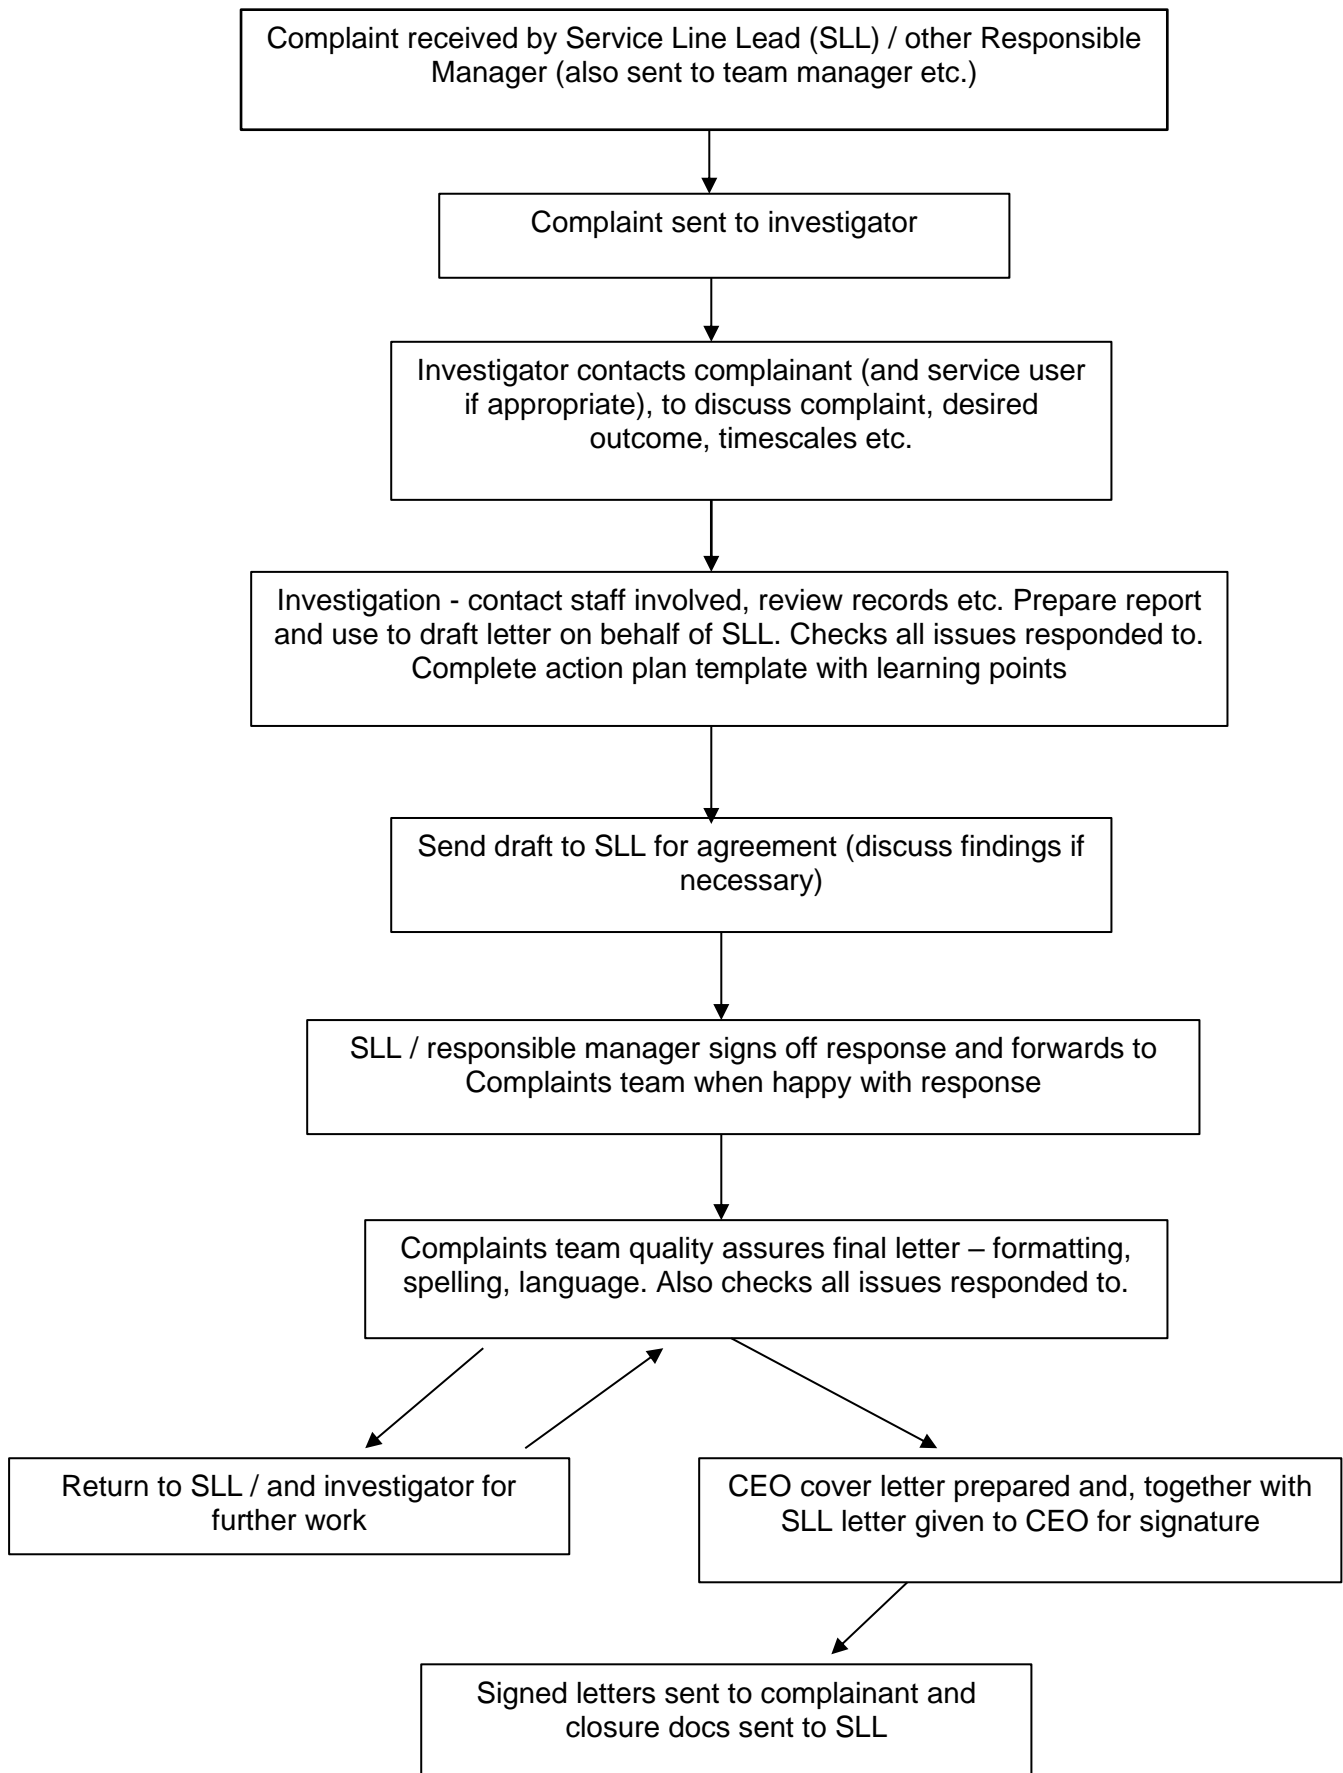 Complaint received by Service Line Lead (SLL) / other Responsible
Manager (also sent to team manager etc.)
Complaint sent to investigator
Investigator contacts complainant (and service user
if appropriate), to discuss complaint, desired
outcome, timescales etc.
Investigation - contact staff involved, review records etc. Prepare report
and use to draft letter on behalf of SLL. Checks all issues responded to.
Complete action plan template with learning points
Send draft to SLL for agreement (discuss findings if
necessary)
SLL / responsible manager signs off response and forwards to
Complaints team when happy with response
Complaints team quality assures final letter – formatting,
spelling, language. Also checks all issues responded to.
Return to SLL / and investigator for
further work
CEO cover letter prepared and, together with
SLL letter given to CEO for signature
Signed letters sent to complainant and
closure docs sent to SLL